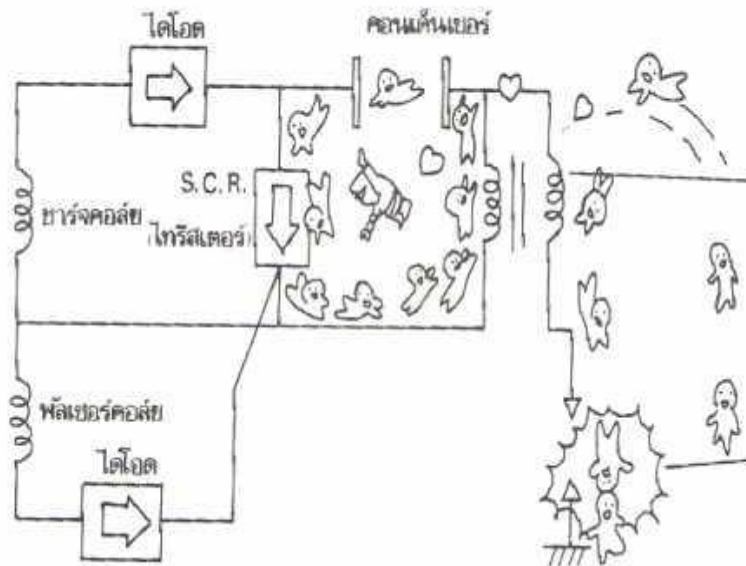 ไดโอด
คอนแด็นเซอร์
S.C.R.
(ไทรีสเตอร์)
ชาร์จคอล์ย
พัลเซอร์คอล์ย
ไดโอด